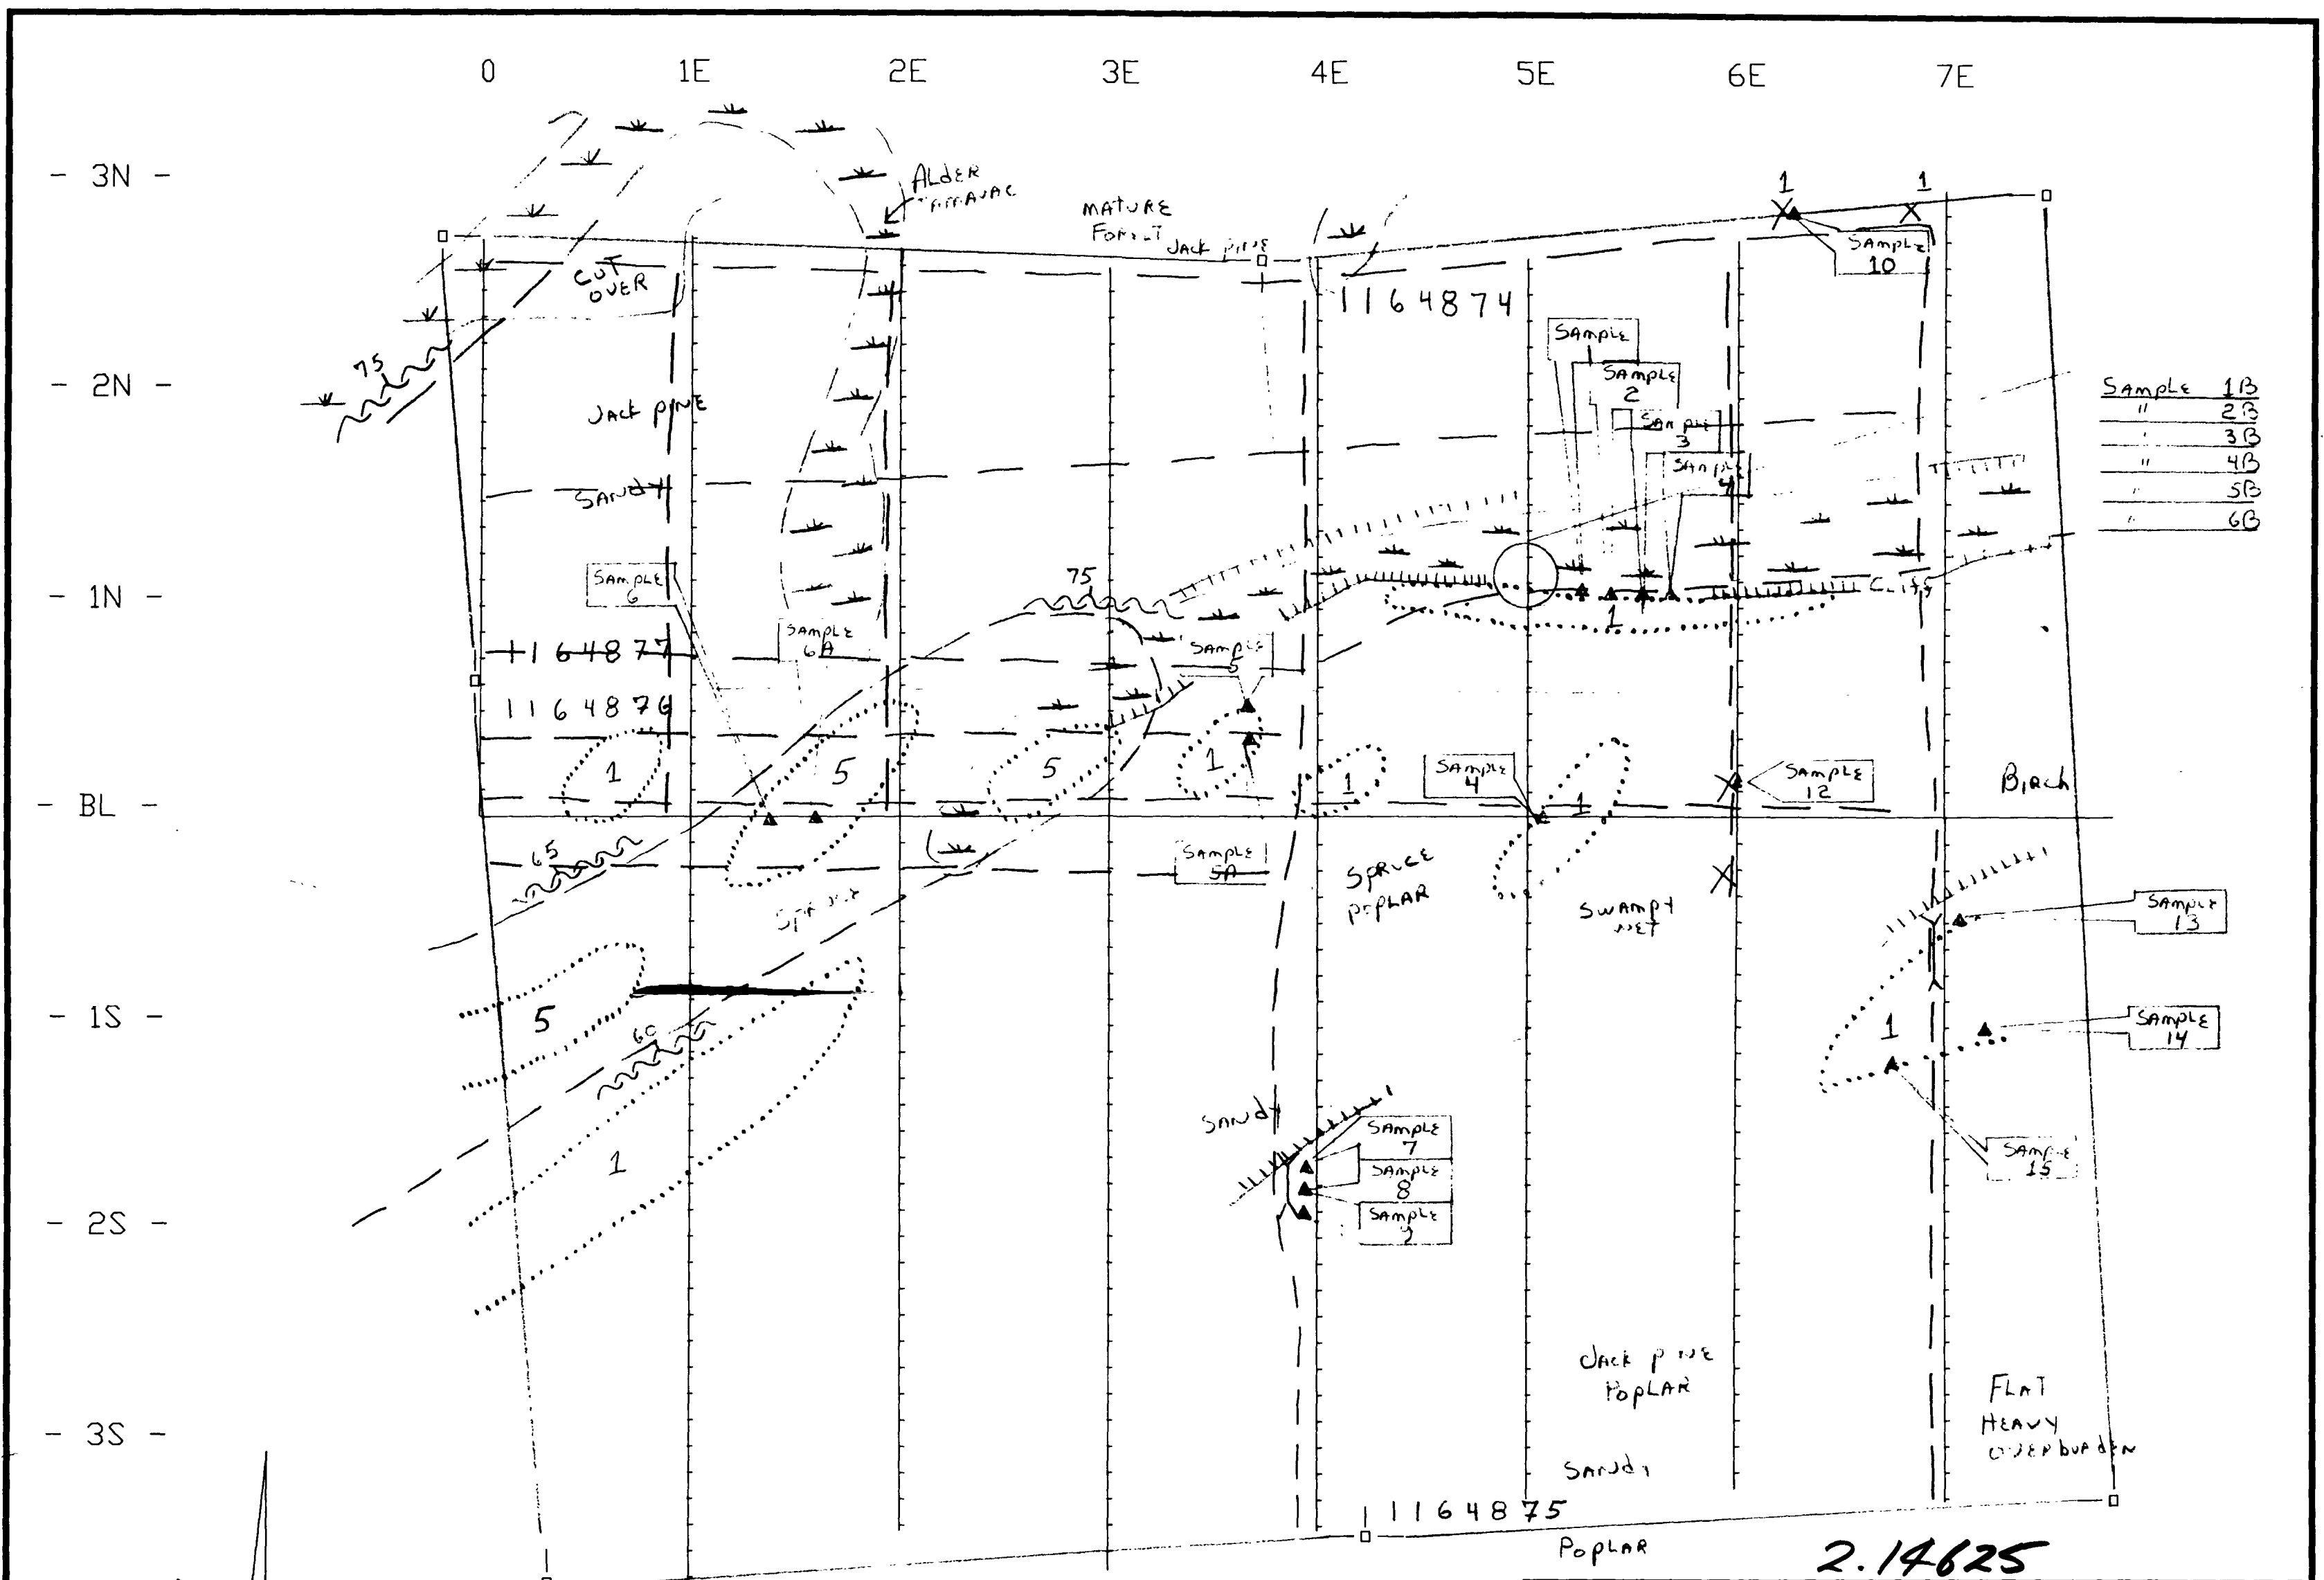 0 1E 2E 3E 4E 5E 6E 7E
- 3N -
ALDER
MATURE
FOREST
JACK PINE
1
1
SAMPLE
10
CUT
OVER
1164874
75
- 2N -
JACK PINE
SAMPLE
1
SAMPLE
2
SAMPLE
3
SAMPLE
4
SAMPLE 1B
" 2B
" 3B
" 4B
" 5B
" 6B
SANDY
- 1N -
SAMPLE
6
75
CLIFF
1
SAMPLE
6A
SAMPLE
5
1164877
1164876
1
5
5
1
1
SAMPLE
4
1
SAMPLE
12
BIRCH
- BL -
65
SAMPLE
5A
SPRUCE
POPLAR
SPRUCE
SWAMPY
WET
SAMPLE
13
- 1S -
5
60
1
SAMPLE
14
SANDY
SAMPLE
7
SAMPLE
8
SAMPLE
9
SAMPLE
15
1
- 2S -
JACK PINE
POPLAR
FLAT
HEAVY
OVERBURDEN
- 3S -
SANDY
1164875
POPLAR
2.14625